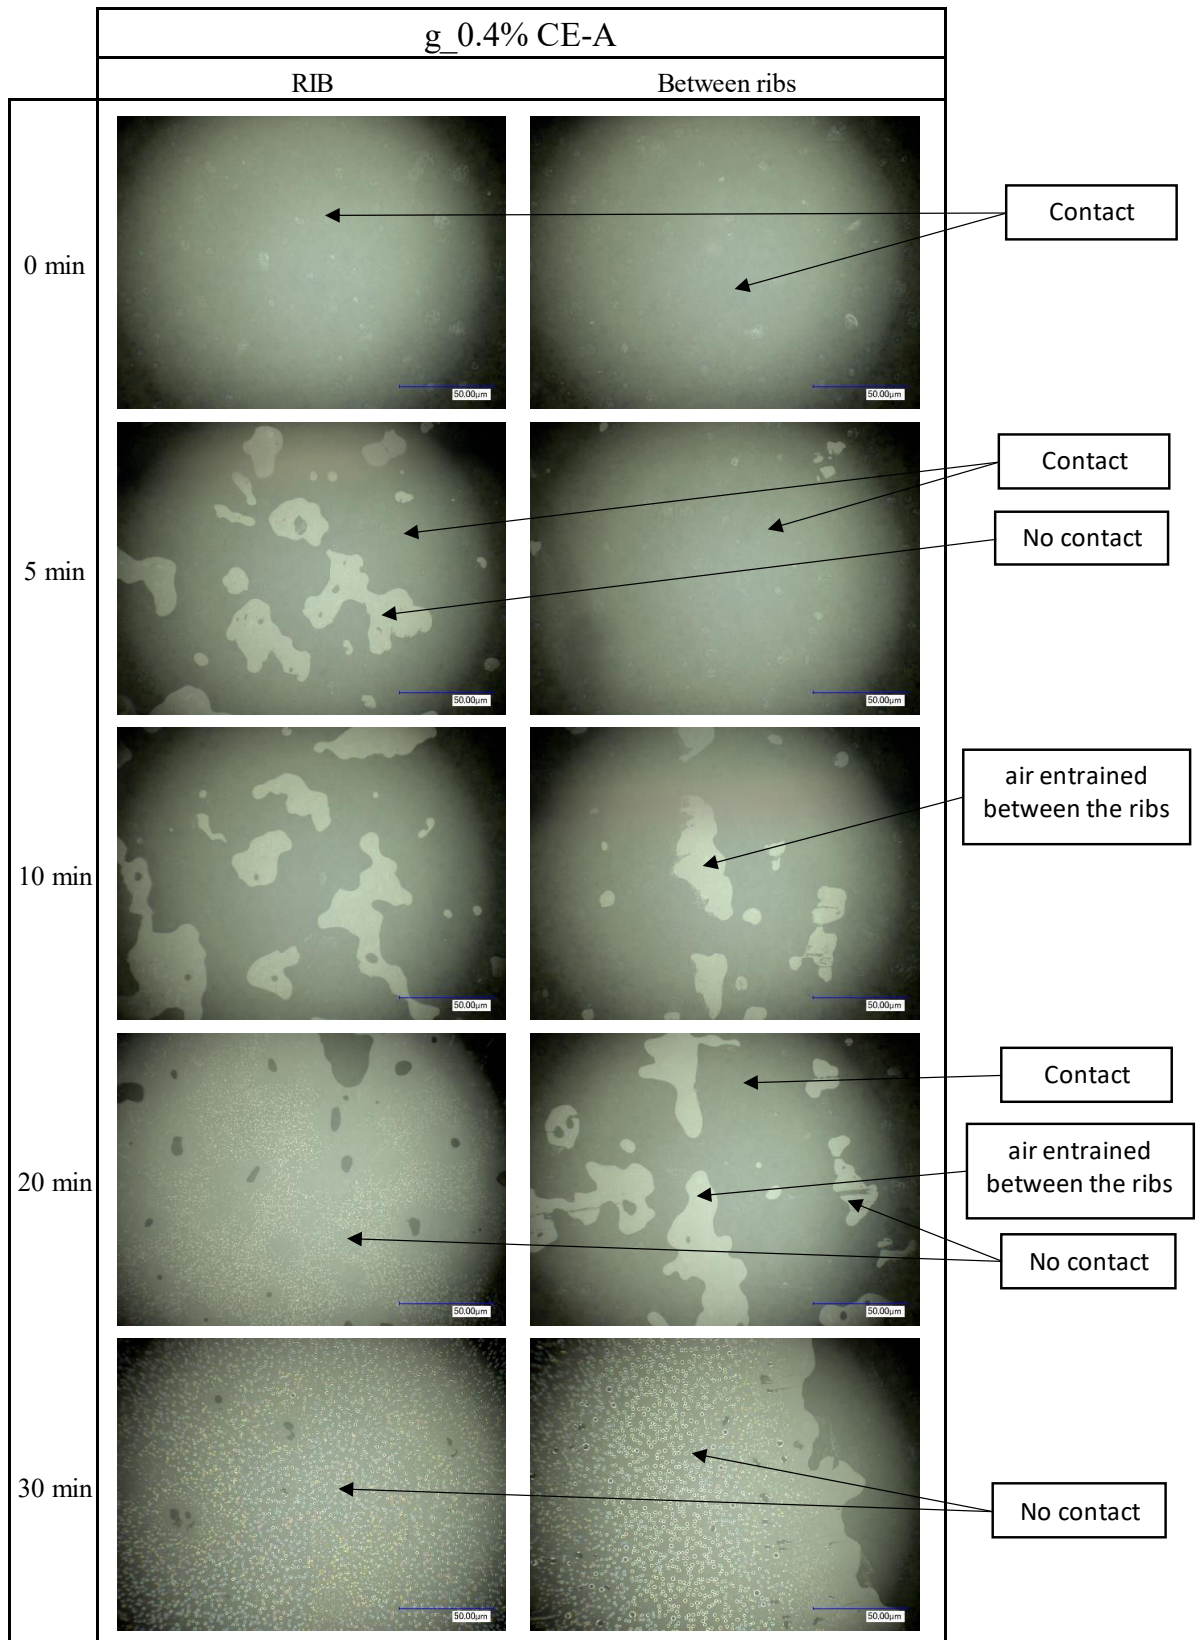 g_0.4% CE-A
RIB
Between ribs
0 min
50.00µm
50.00µm
Contact
5 min
50.00µm
50.00µm
Contact
No contact
10 min
50.00µm
50.00µm
air entrained
between the ribs
20 min
50.00µm
50.00µm
Contact
air entrained
between the ribs
No contact
30 min
50.00µm
50.00µm
No contact